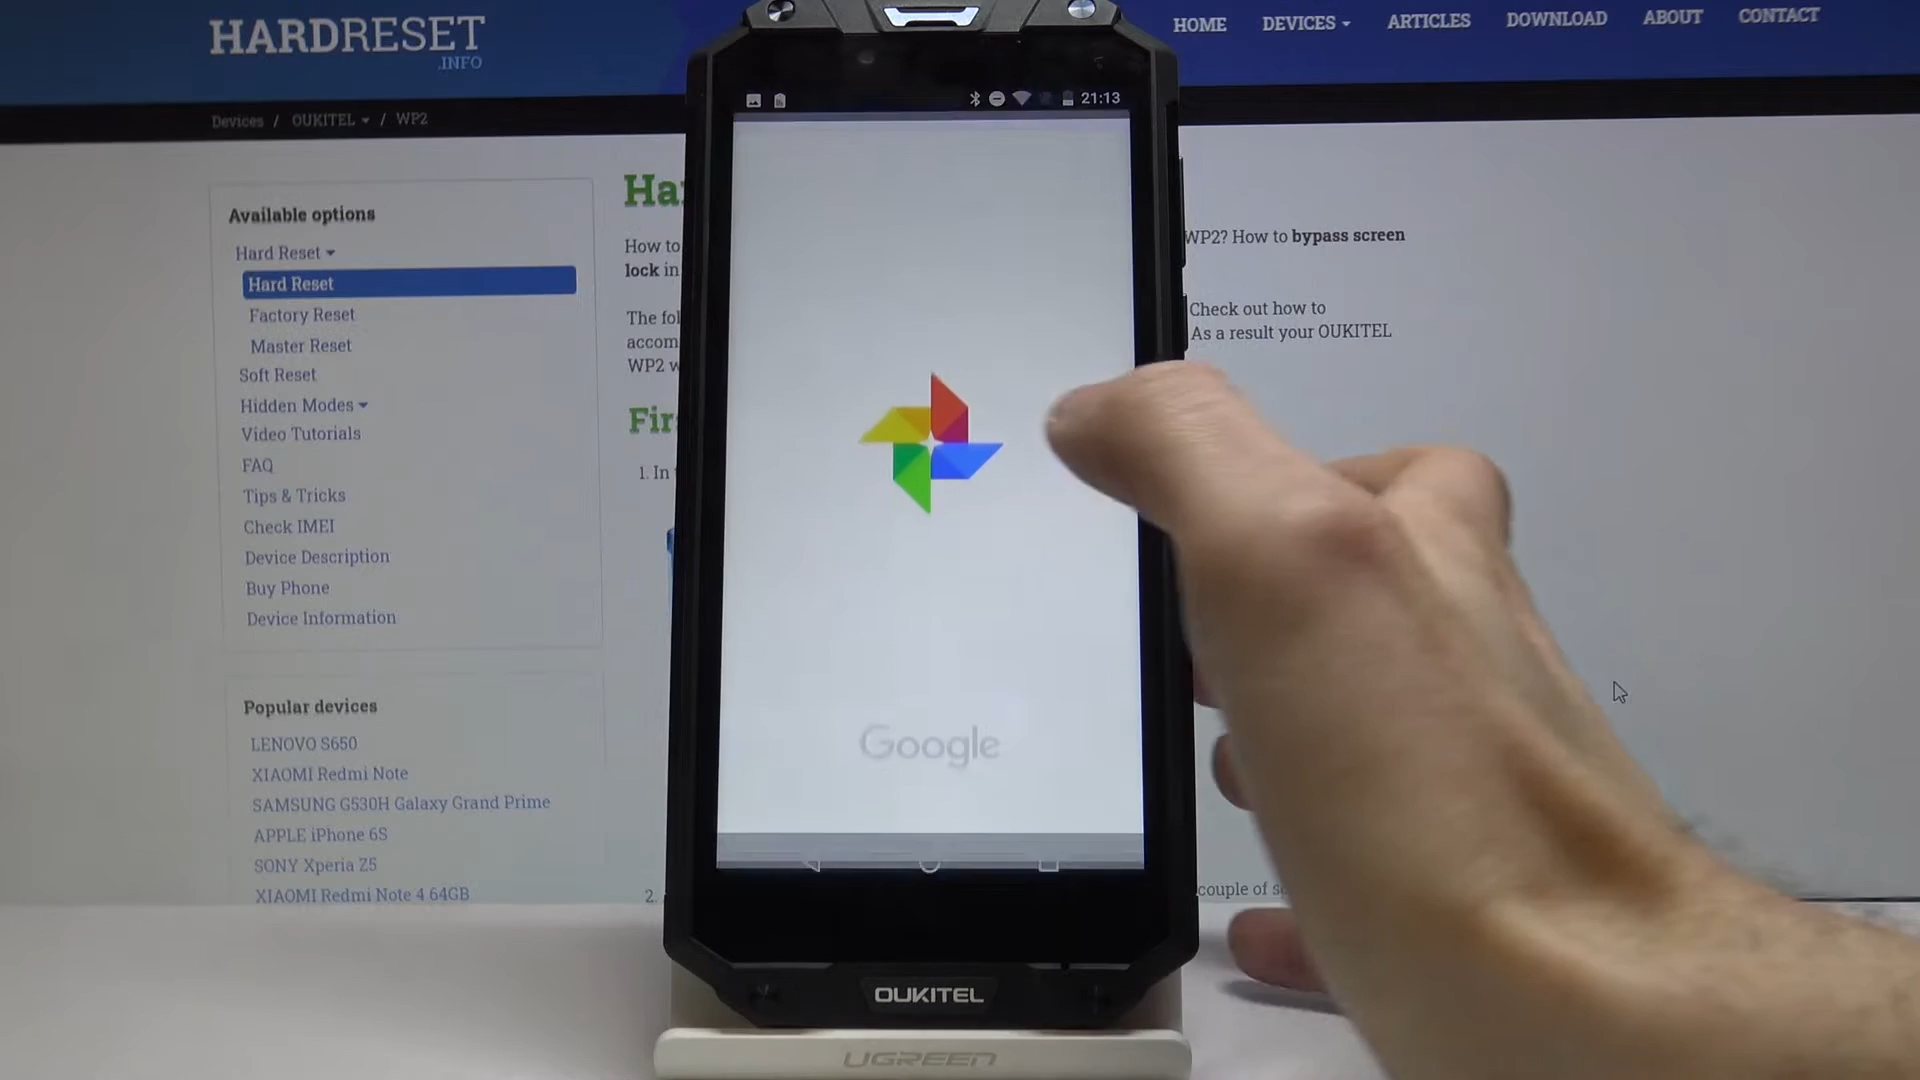 HARDRESET
.INFO
HOME DEVICES ARTICLES DOWNLOAD ABOUT CONTACT
Devices / OUKITEL / WP2
21:13
Available options
Hard Reset
Hard Reset
Factory Reset
Master Reset
Soft Reset
Hidden Modes
Video Tutorials
FAQ
Tips & Tricks
Check IMEI
Device Description
Buy Phone
Device Information
Popular devices
LENOVO S650
XIAOMI Redmi Note
SAMSUNG G530H Galaxy Grand Prime
APPLE iPhone 6S
SONY Xperia Z5
XIAOMI Redmi Note 4 64GB
How to
WP2? How to bypass screen
lock in
The
Check out how to
As a result your OUKITEL
WP2
1. In
2.
couple of
Google
OUKITEL
UGREEN